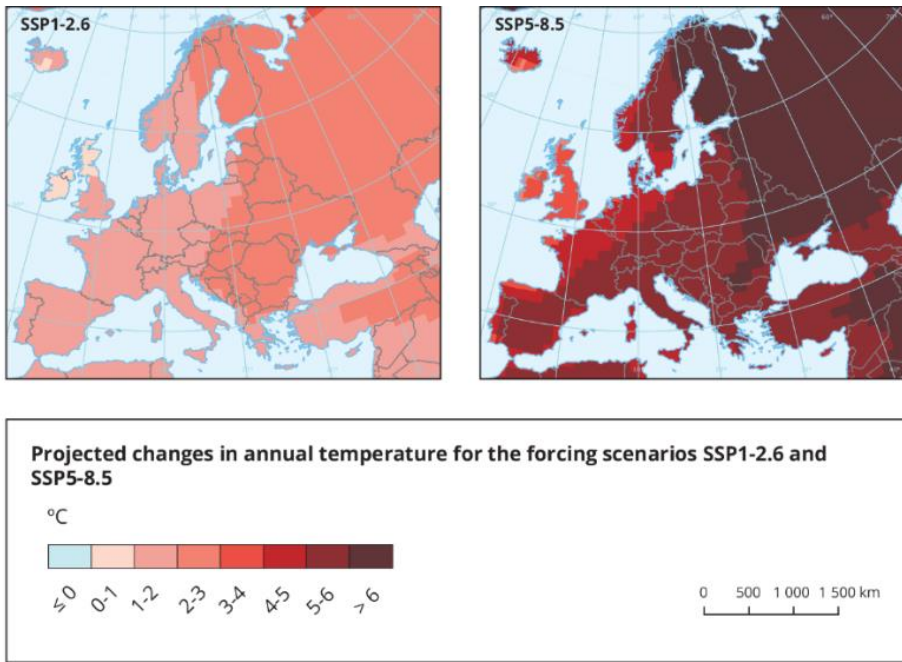 SSP1-2.6
SSP5-8.5
Projected changes in annual temperature for the forcing scenarios SSP1-2.6 and
SSP5-8.5
°C
≤ 0
0-1
1-2
2-3
3-4
4-5
5-6
> 6
0 500 1 000 1 500 km